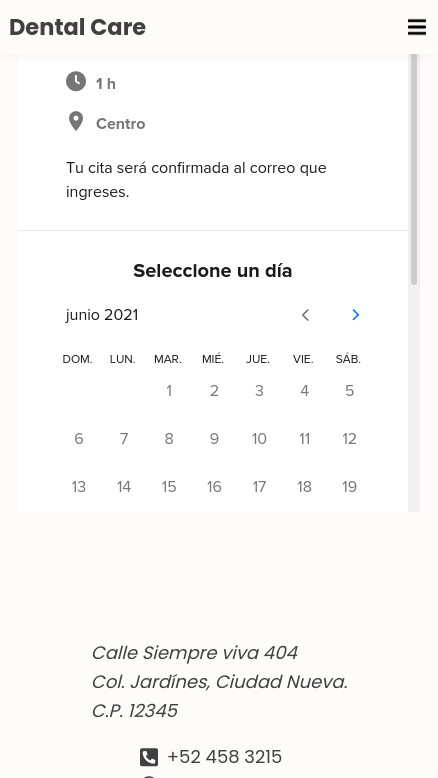 Dental Care
1 h
Centro
Tu cita será confirmada al correo que
ingreses.
Seleccione un día
junio 2021
DOM. LUN. MAR. MIÉ. JUE. VIE. SÁB.
1 2 3 4 5
6 7 8 9 10 11 12
13 14 15 16 17 18 19
Calle Siempre viva 404
Col. Jardínes, Ciudad Nueva.
C.P. 12345
+52 458 3215